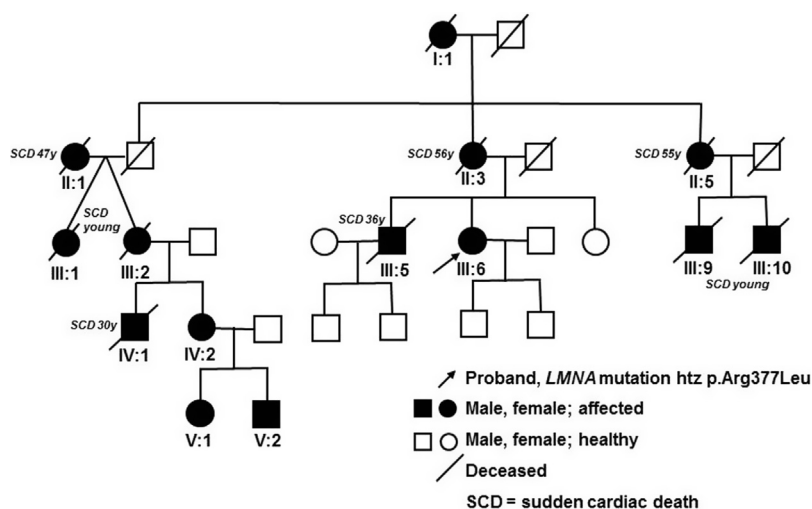 I:1
SCD 47y
II:1
SCD 56y
II:3
SCD 55y
II:5
SCD
young
III:1
III:2
SCD 36y
III:5
III:6
III:9
III:10
SCD young
SCD 30y
IV:1
IV:2
V:1
V:2
Proband, LMNA mutation htz p.Arg377Leu
Male, female; affected
Male, female; healthy
Deceased
SCD = sudden cardiac death